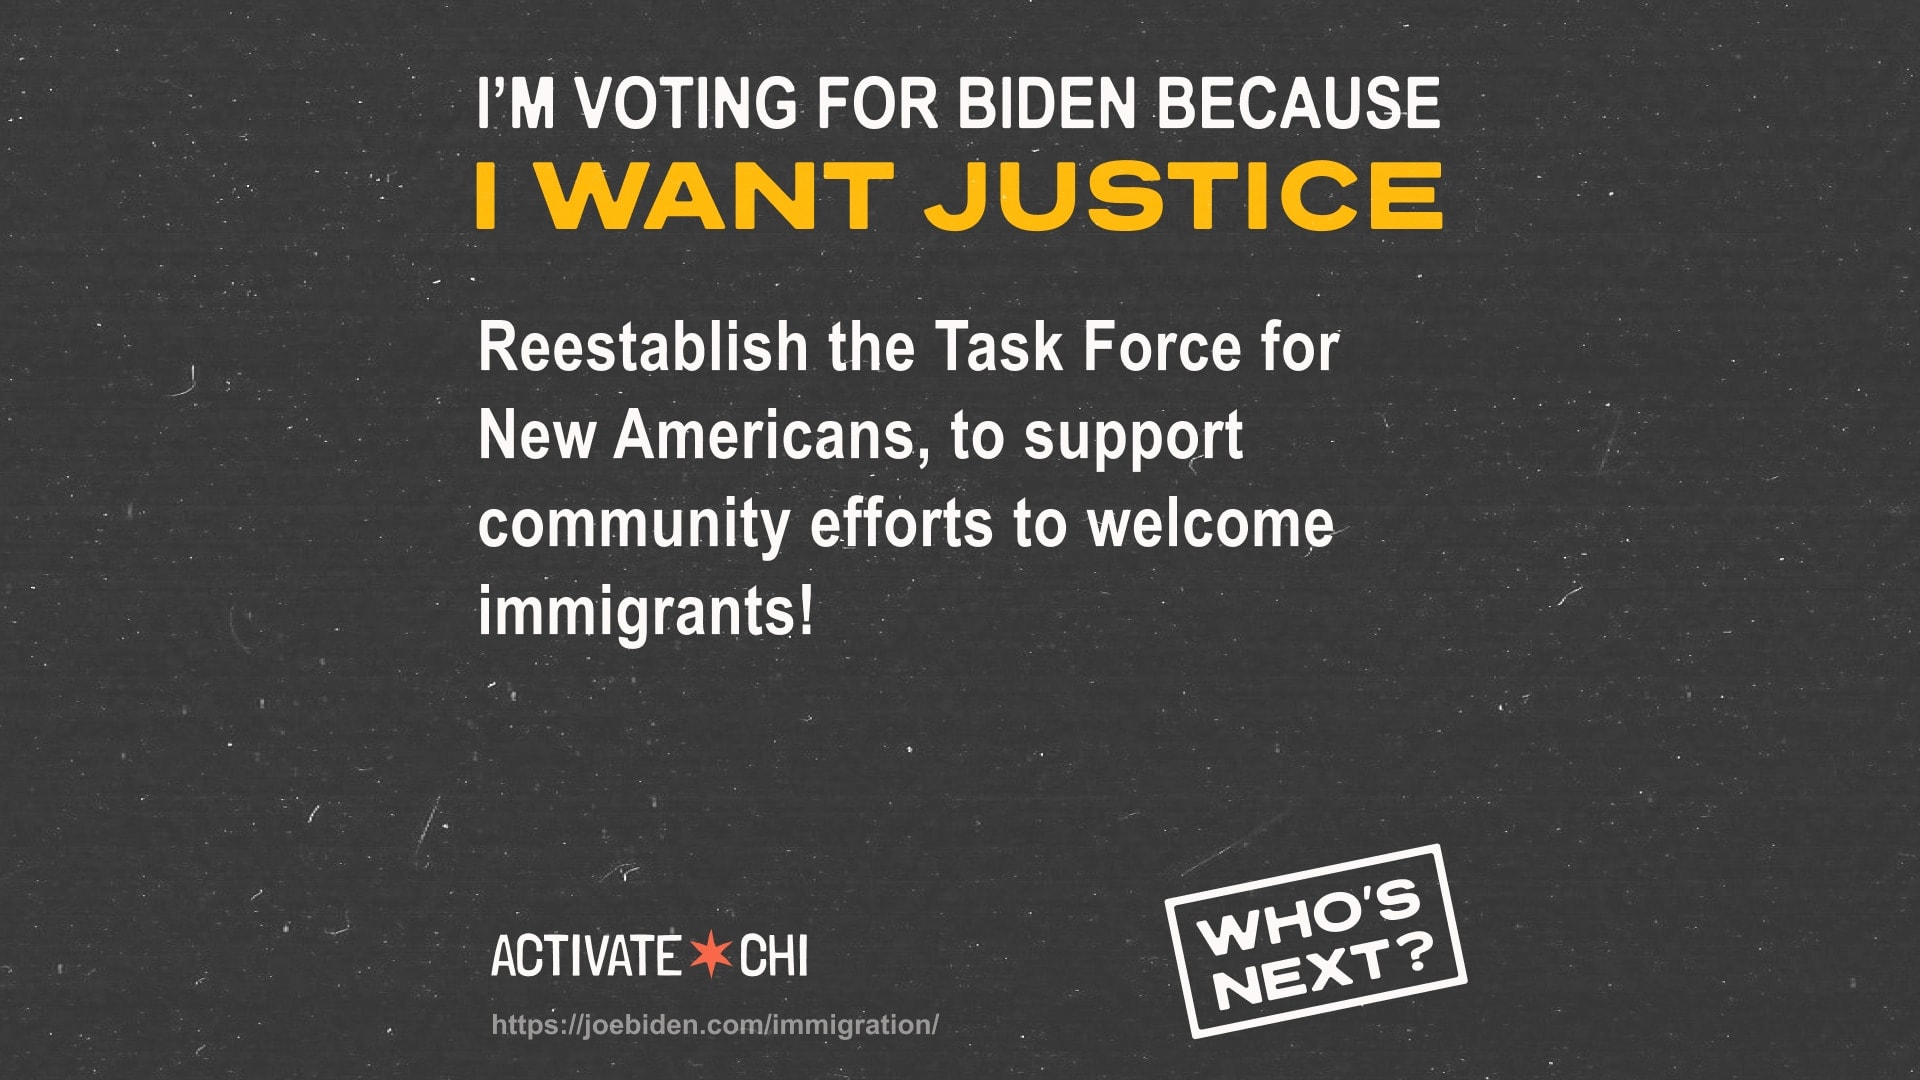 I’M VOTING FOR BIDEN BECAUSE
I WANT JUSTICE
Reestablish the Task Force for
New Americans, to support
community efforts to welcome
immigrants!
ACTIVATE CHI
https://joebiden.com/immigration/
WHO'S
NEXT?